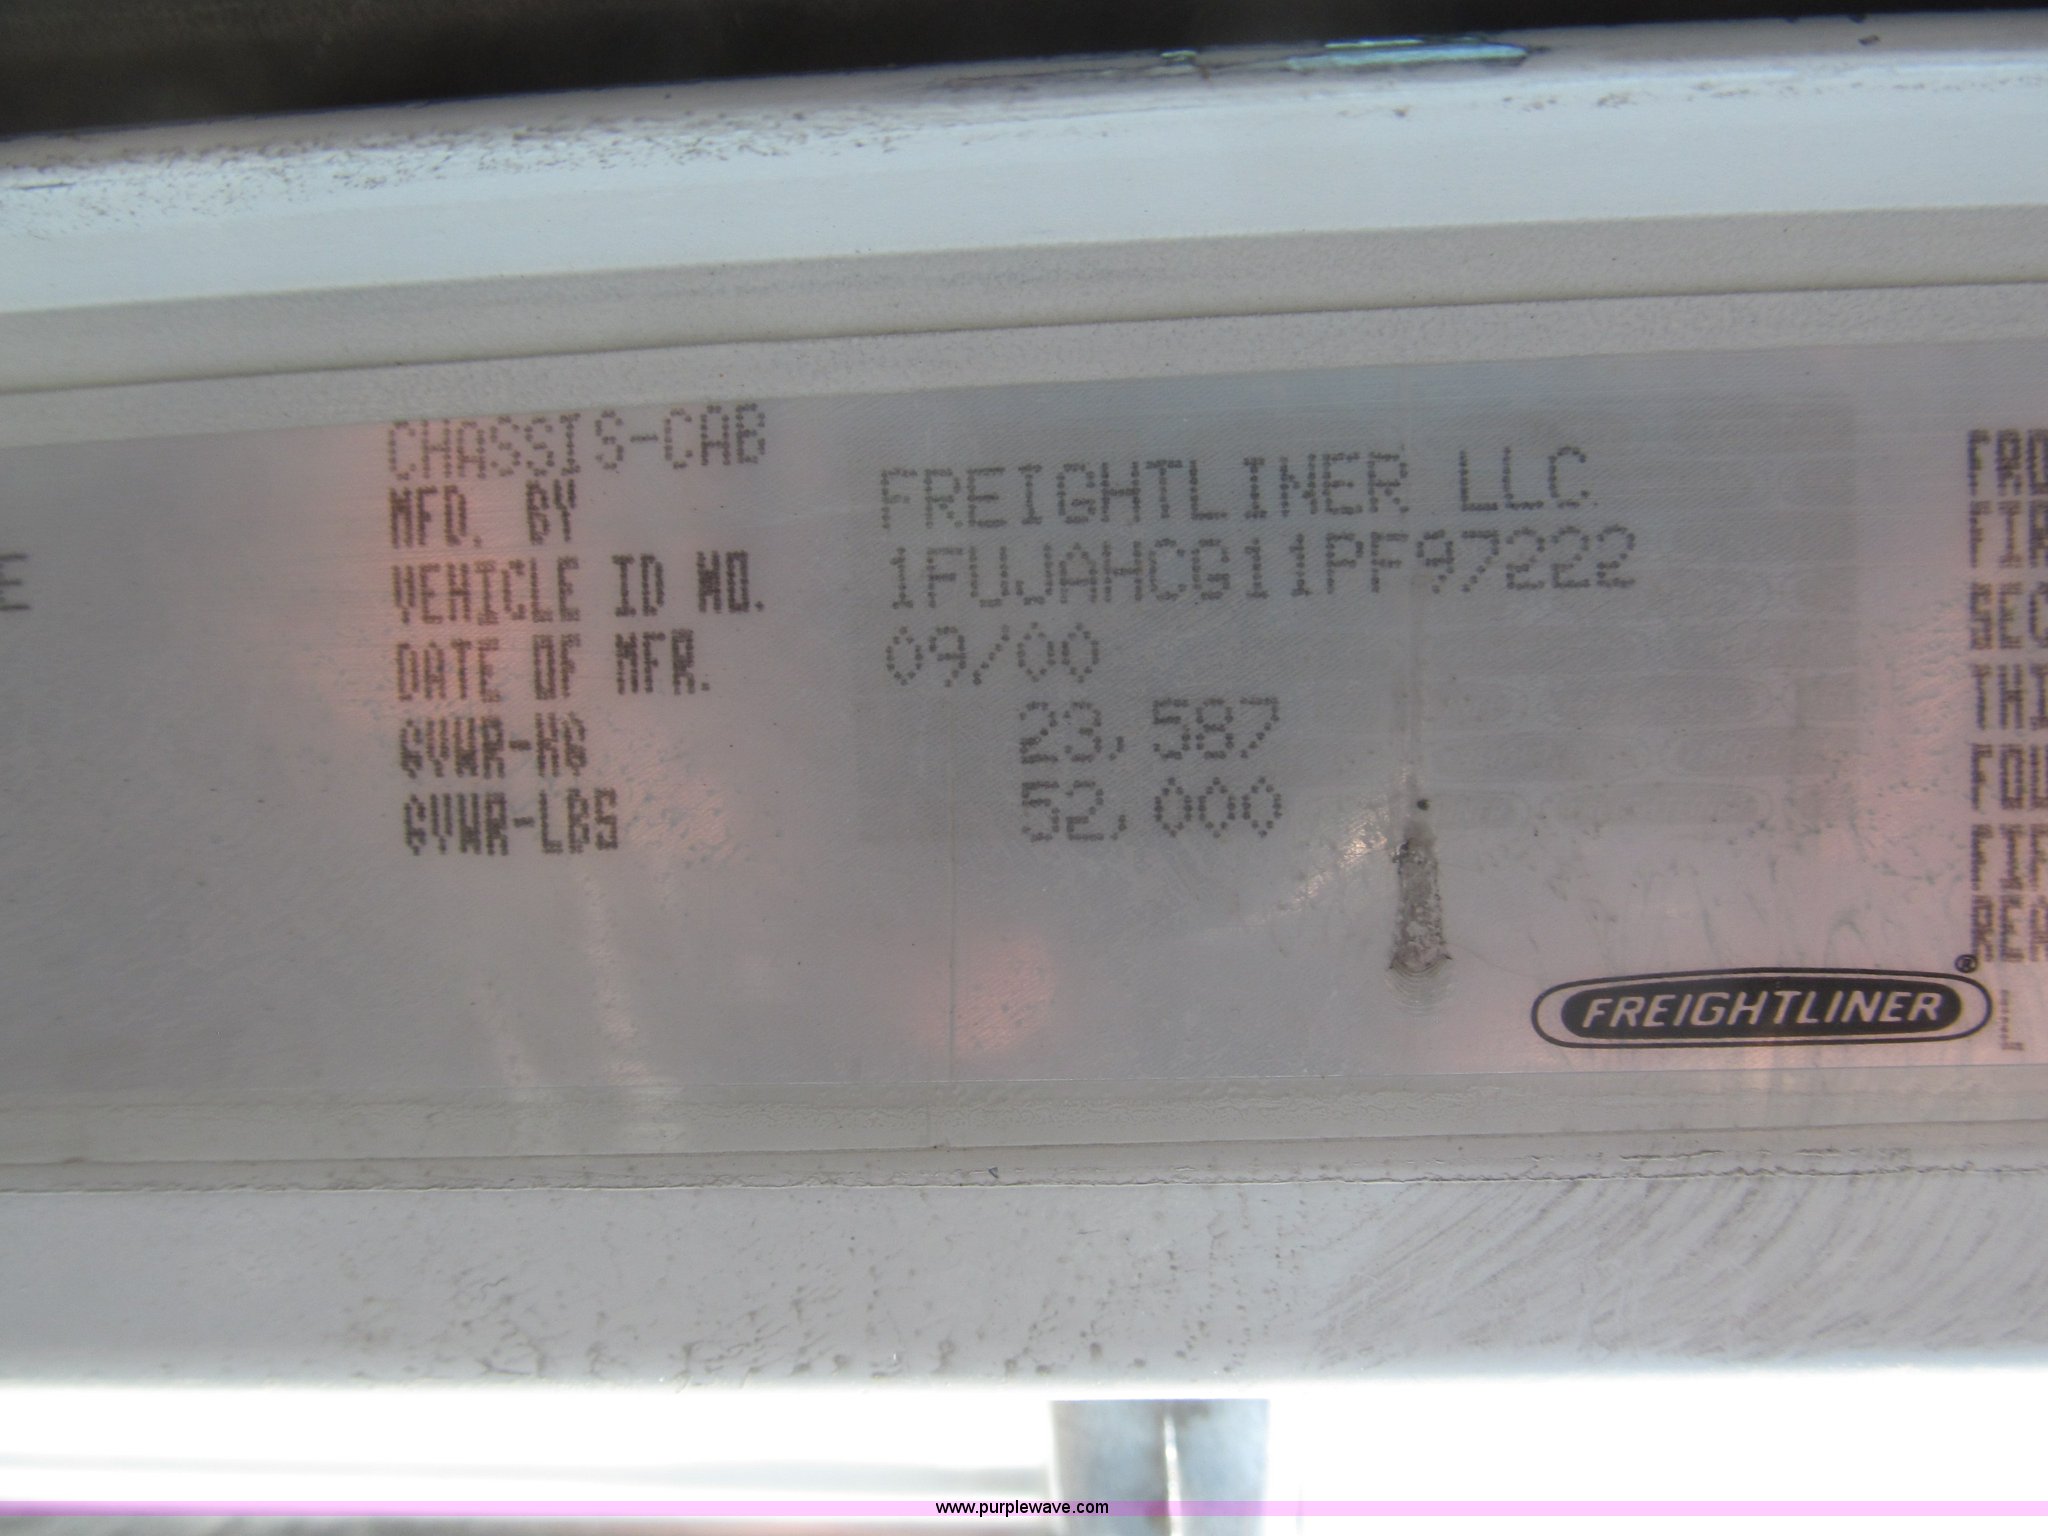 CHASSIS-CAB
MFD. BY FREIGHTLINER LLC
VEHICLE ID NO. 1FUJAHCG11PF97222
DATE OF MFR. 09/00
GVWR-KG 23,587
GVWR-LBS 52,000
FREIGHTLINER®
www.purplewave.com